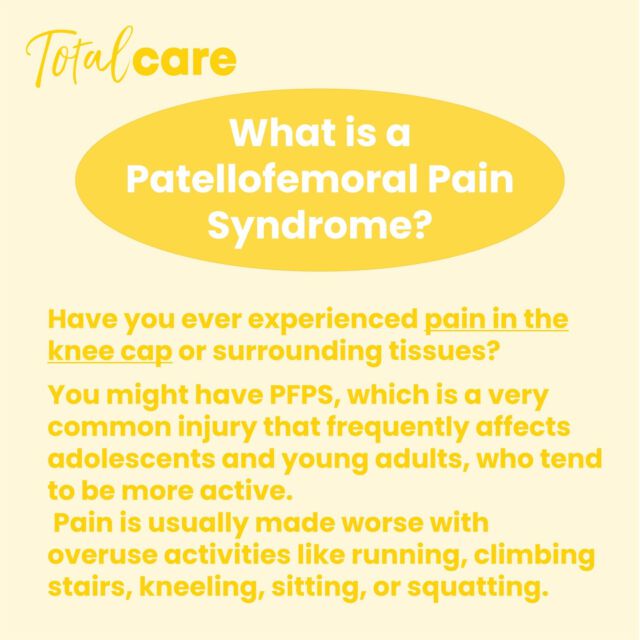 Total care
What is a
Patellofemoral Pain
Syndrome?
Have you ever experienced pain in the
knee cap or surrounding tissues?
You might have PFPS, which is a very
common injury that frequently affects
adolescents and young adults, who tend
to be more active.
Pain is usually made worse with
overuse activities like running, climbing
stairs, kneeling, sitting, or squatting.